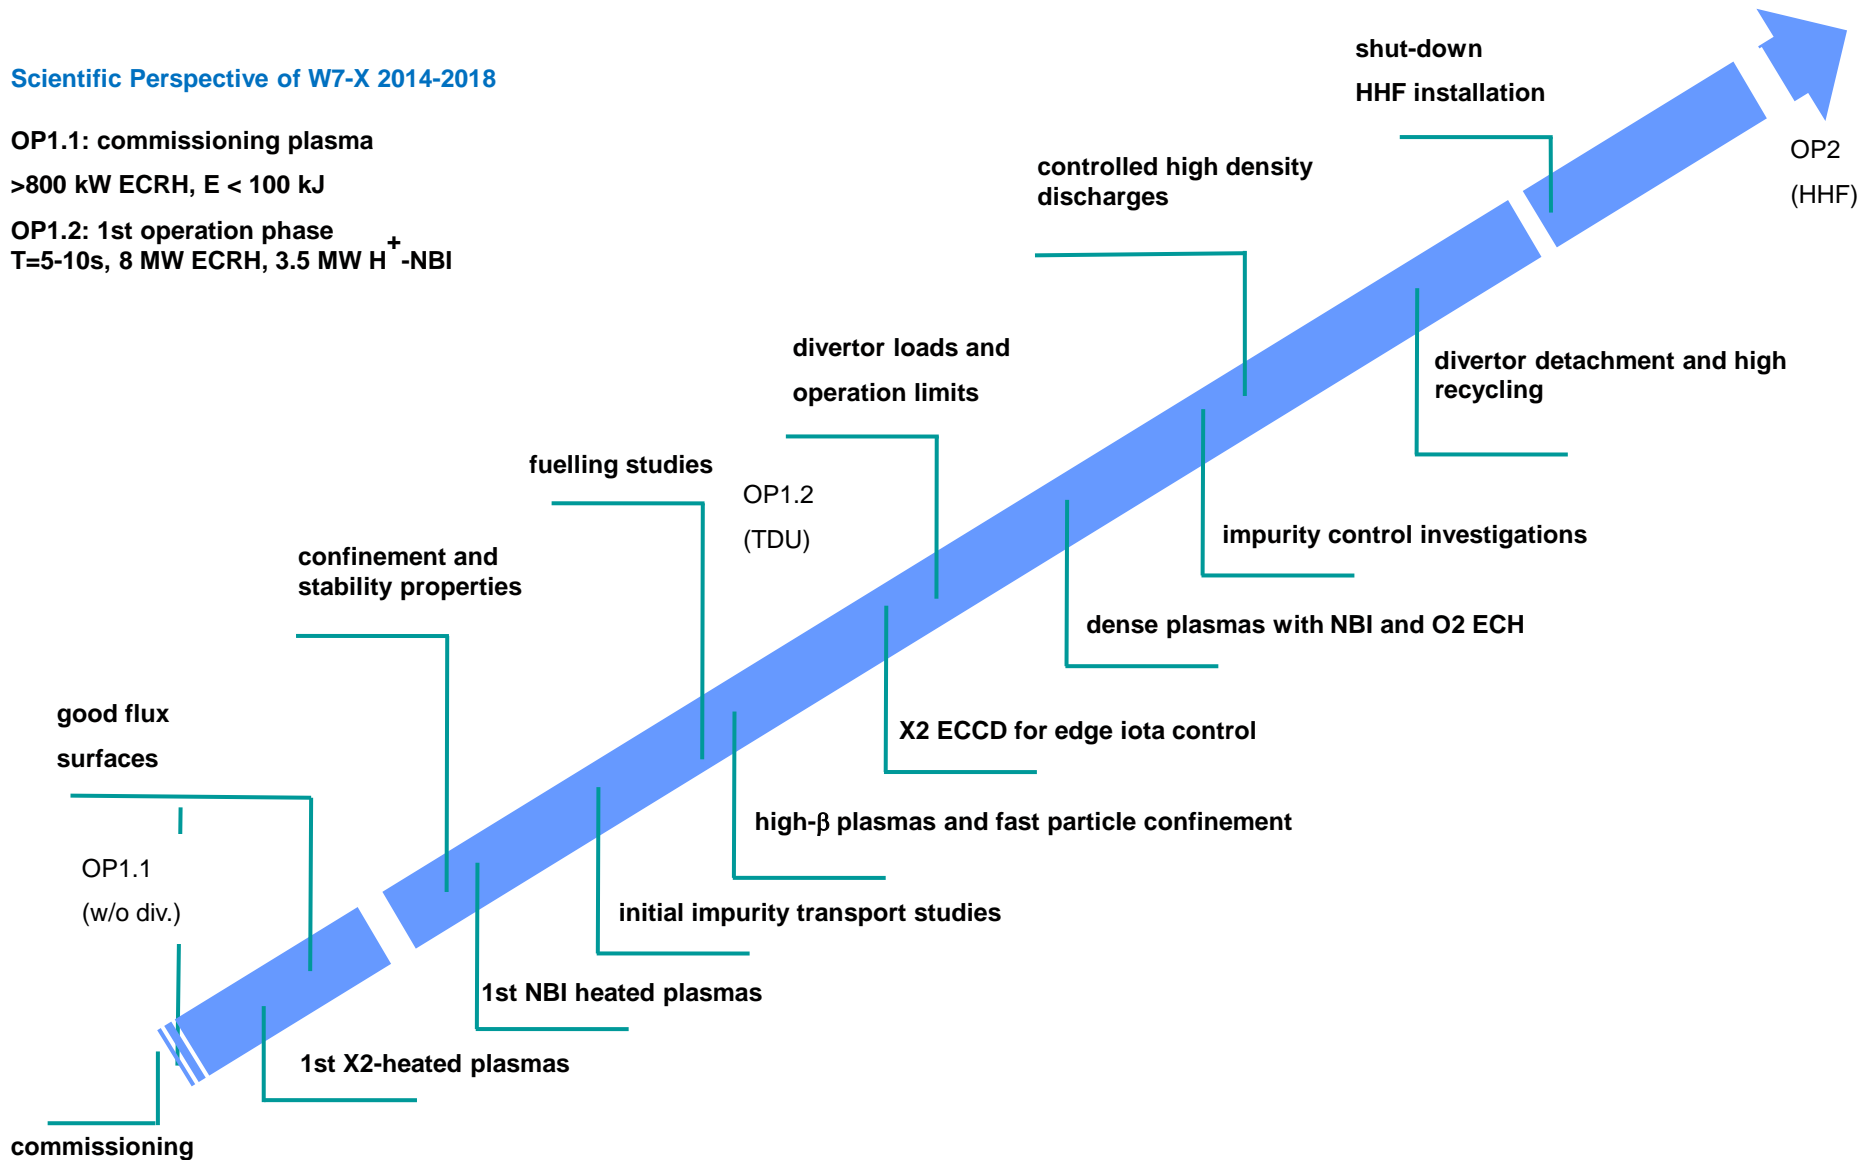 Scientific Perspective of W7-X 2014-2018
OP1.1: commissioning plasma
>800 kW ECRH, E < 100 kJ
OP1.2: 1st operation phase
T=5-10s, 8 MW ECRH, 3.5 MW H+-NBI
shut-down
HHF installation
OP2
(HHF)
controlled high density
discharges
divertor loads and
operation limits
divertor detachment and high
recycling
fuelling studies
OP1.2
(TDU)
impurity control investigations
confinement and
stability properties
dense plasmas with NBI and O2 ECH
good flux
surfaces
X2 ECCD for edge iota control
high-β plasmas and fast particle confinement
OP1.1
(w/o div.)
initial impurity transport studies
1st NBI heated plasmas
1st X2-heated plasmas
commissioning